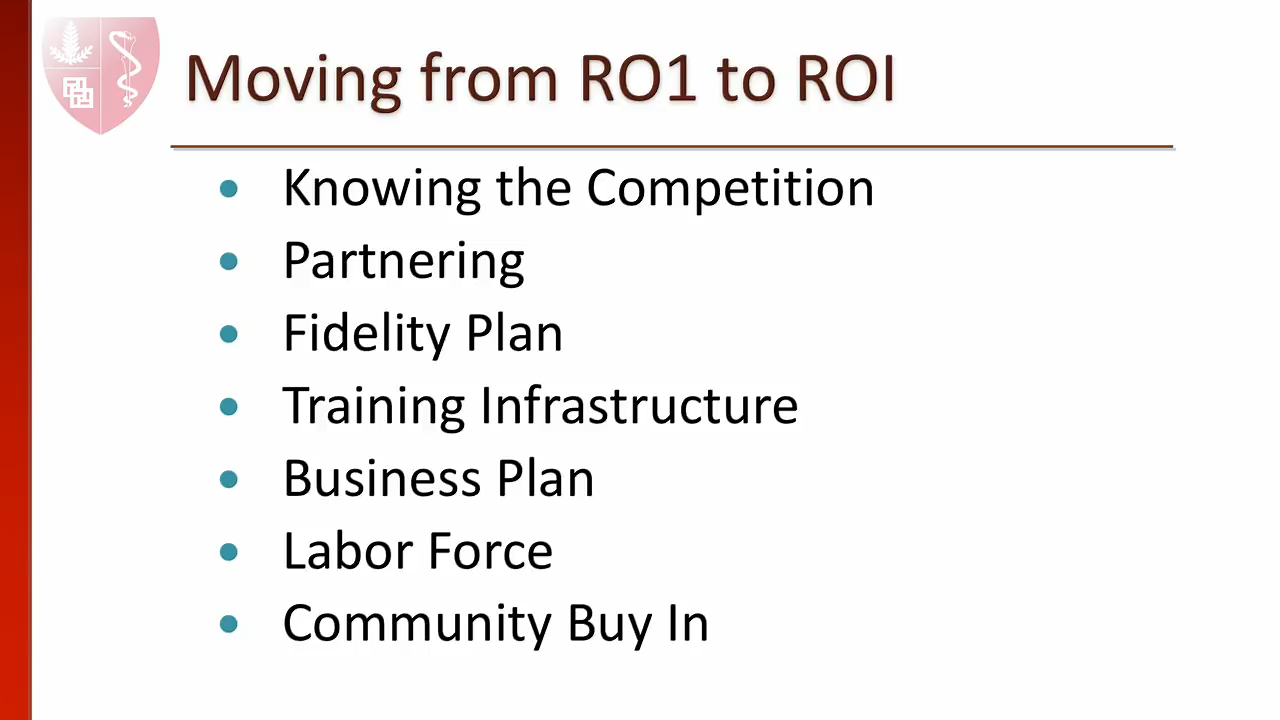 Moving from RO1 to ROI
• Knowing the Competition
• Partnering
• Fidelity Plan
• Training Infrastructure
• Business Plan
• Labor Force
• Community Buy In